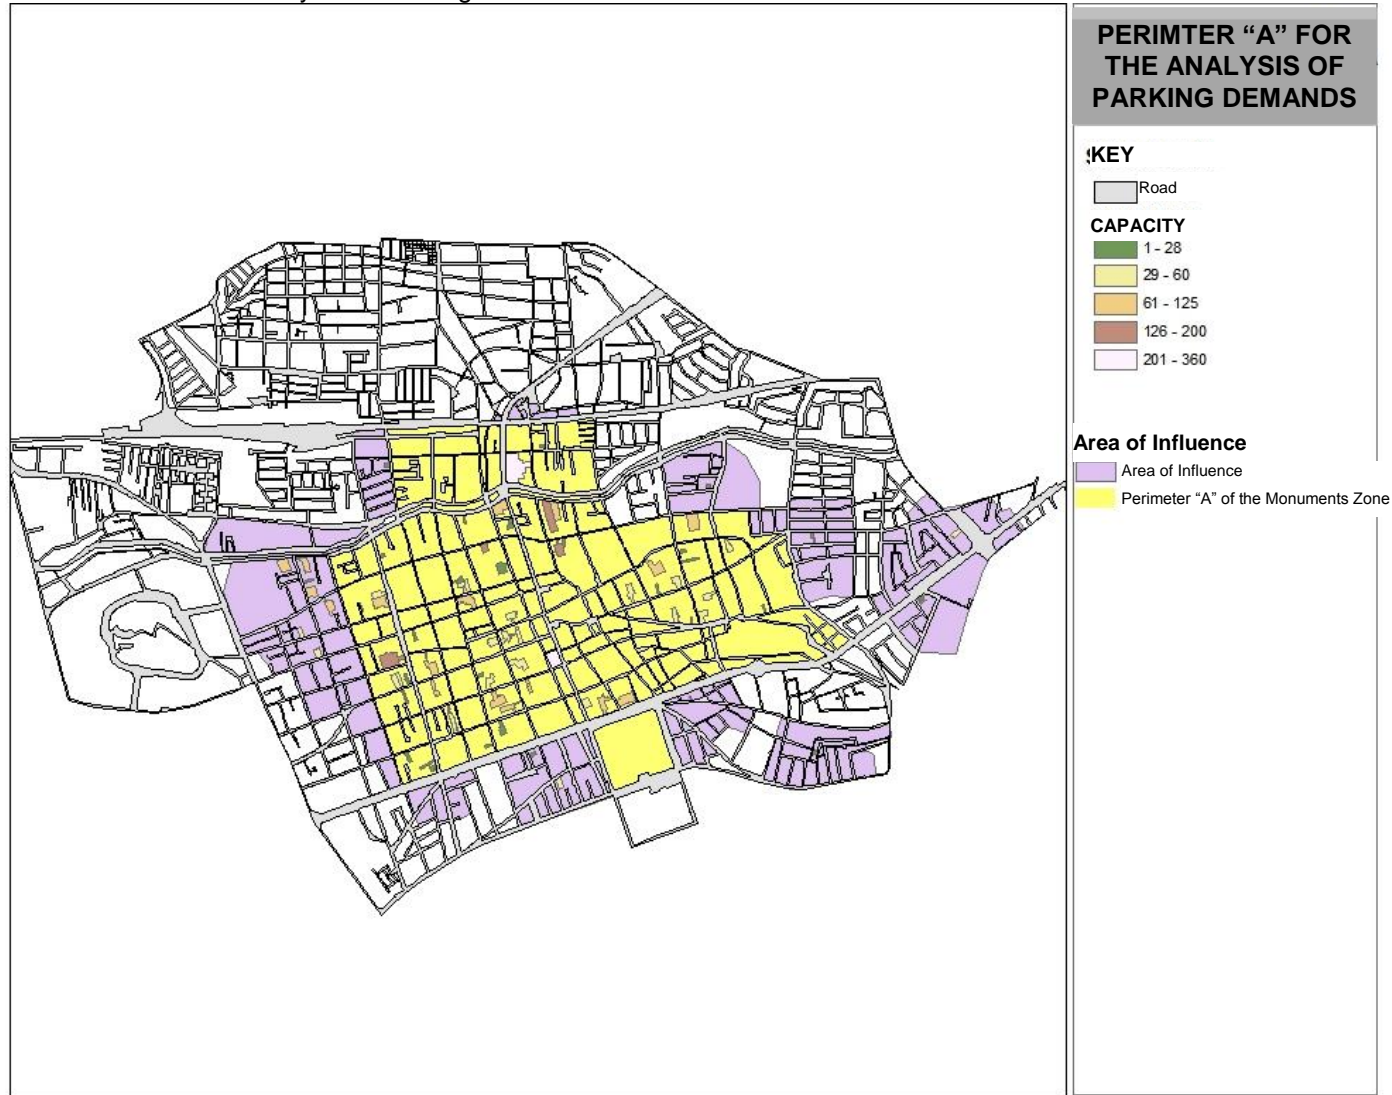 PERIMTER “A” FOR
THE ANALYSIS OF
PARKING DEMANDS
KEY
Road
CAPACITY
1 - 28
29 - 60
61 - 125
126 - 200
201 - 360
Area of Influence
Area of Influence
Perimeter “A” of the Monuments Zone